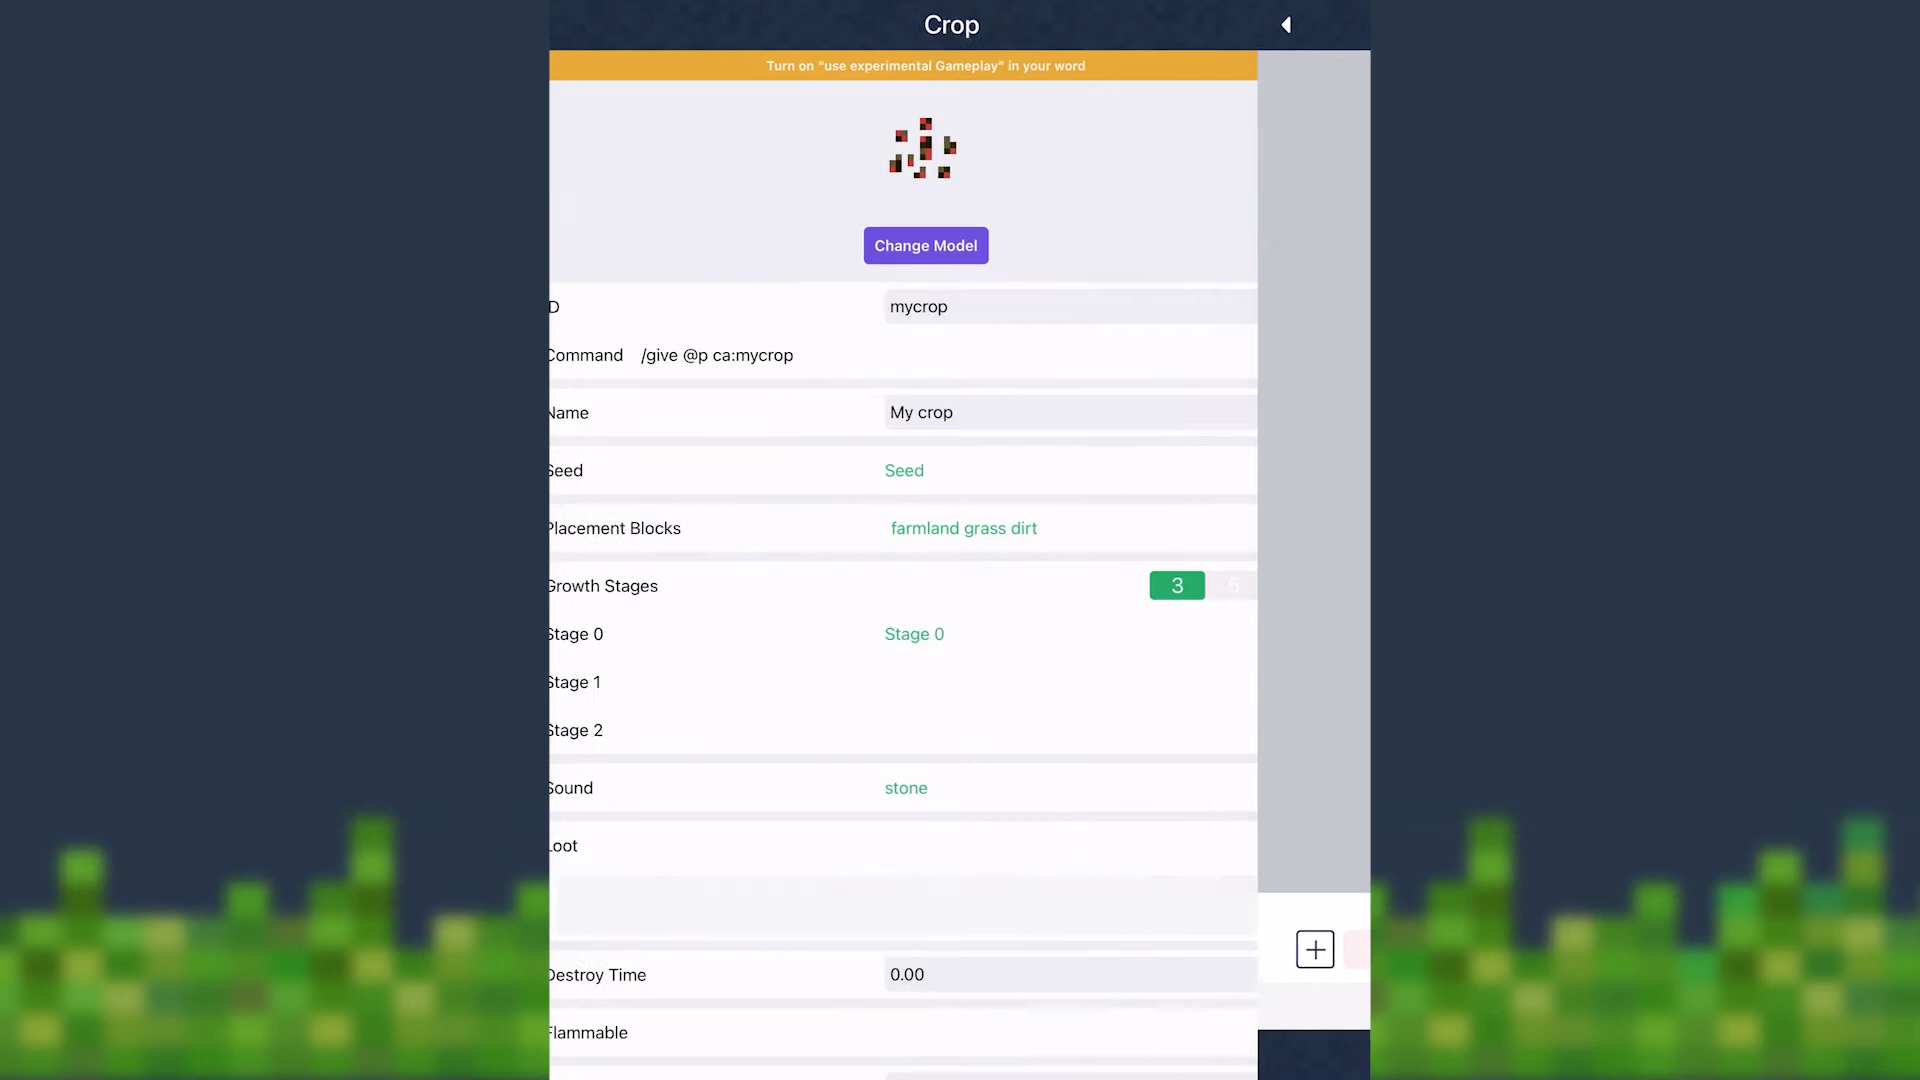 Crop
Turn on "use experimental Gameplay" in your word
Change Model
D mycrop
Command /give @p ca:mycrop
Name My crop
Seed Seed
Placement Blocks farmland grass dirt
Growth Stages 3 5
Stage 0 Stage 0
Stage 1
Stage 2
Sound stone
Loot
Destroy Time 0.00
Flammable